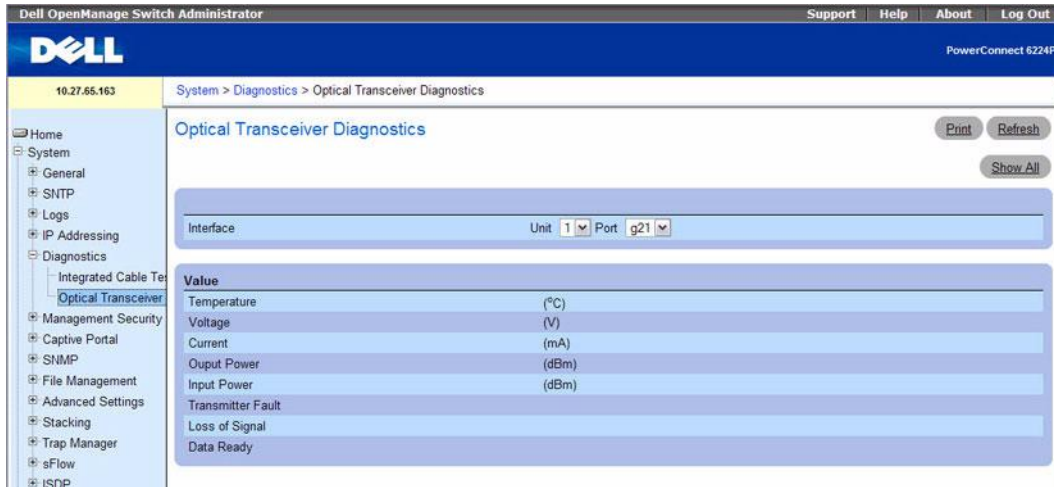 Dell OpenManage Switch Administrator
Support Help About Log Out
DELL
PowerConnect 6224P
10.27.65.163
System > Diagnostics > Optical Transceiver Diagnostics
Home
System
General
SNTP
Logs
IP Addressing
Diagnostics
Integrated Cable Tes
Optical Transceiver
Management Security
Captive Portal
SNMP
File Management
Advanced Settings
Stacking
Trap Manager
sFlow
ISDP
Optical Transceiver Diagnostics
Print Refresh
Show All
Interface Unit 1 Port g21
Value
Temperature (°C)
Voltage (V)
Current (mA)
Ouput Power (dBm)
Input Power (dBm)
Transmitter Fault
Loss of Signal
Data Ready